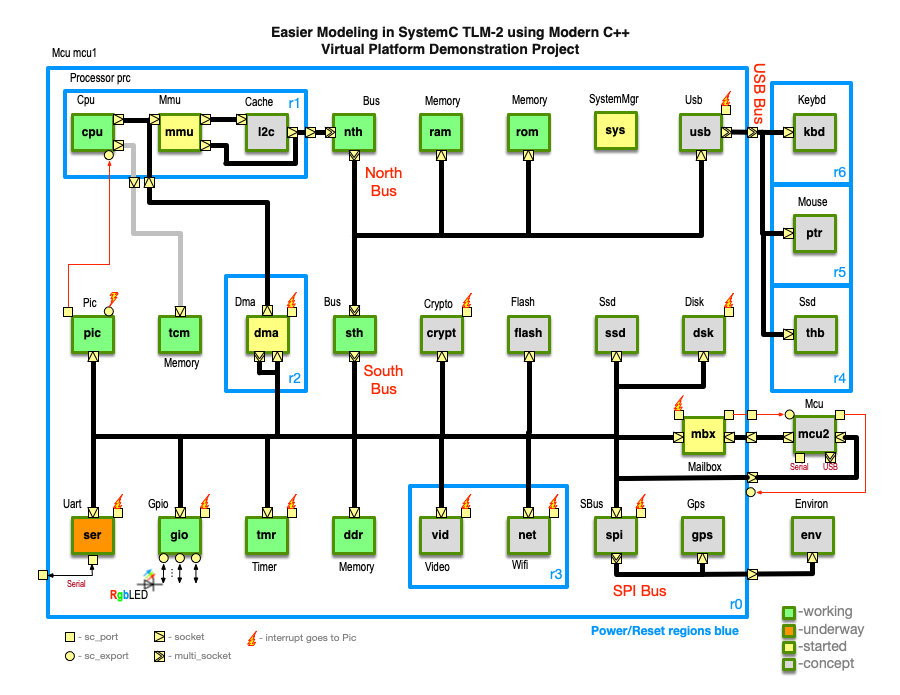 Easier Modeling in SystemC TLM-2 using Modern C++
Virtual Platform Demonstration Project
Mcu mcu1
Processor prc
USB Bus
Cpu Mmu Cache r1 Bus Memory Memory SystemMgr Usb Keybd
cpu mmu l2c nth ram rom sys usb kbd
North
Bus
r6
Mouse
ptr
r5
Pic Dma Bus Crypto Flash Ssd Disk Ssd
pic tcm dma sth crypt flash ssd dsk thb
Memory
r2
South
Bus
r4
Mcu
mbx mcu2
Mailbox Serial USB
Uart Gpio SBus Gps Environ
ser gio tmr ddr vid net spi gps env
Timer Memory Video Wifi
r3
Serial
RgbLED
SPI Bus
r0
Power/Reset regions blue
- sc_port - socket - interrupt goes to Pic
- sc_export - multi_socket
-working
-underway
-started
-concept